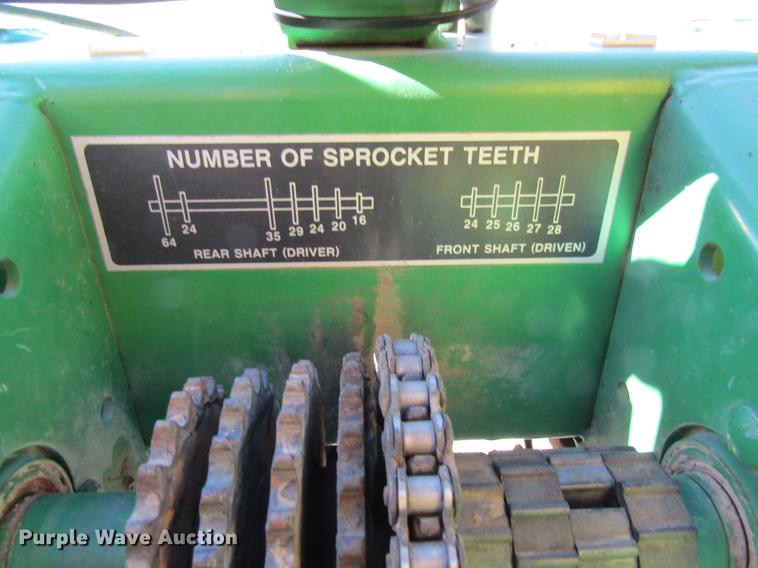 NUMBER OF SPROCKET TEETH
64 24 35 29 24 20 16 24 25 26 27 28
REAR SHAFT (DRIVER) FRONT SHAFT (DRIVEN)
Purple Wave Auction